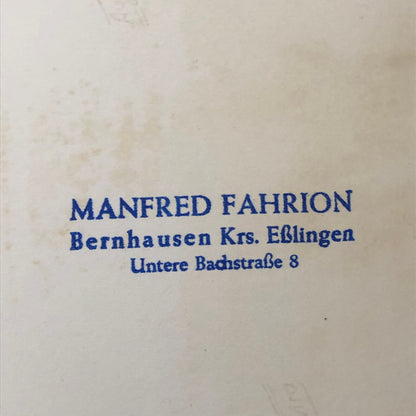 MANFRED FAHRION
Bernhausen Krs. Eßlingen
Untere Bachstraße 8